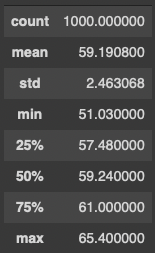 count 1000.000000
mean 59.190800
std 2.463068
min 51.030000
25% 57.480000
50% 59.240000
75% 61.000000
max 65.400000